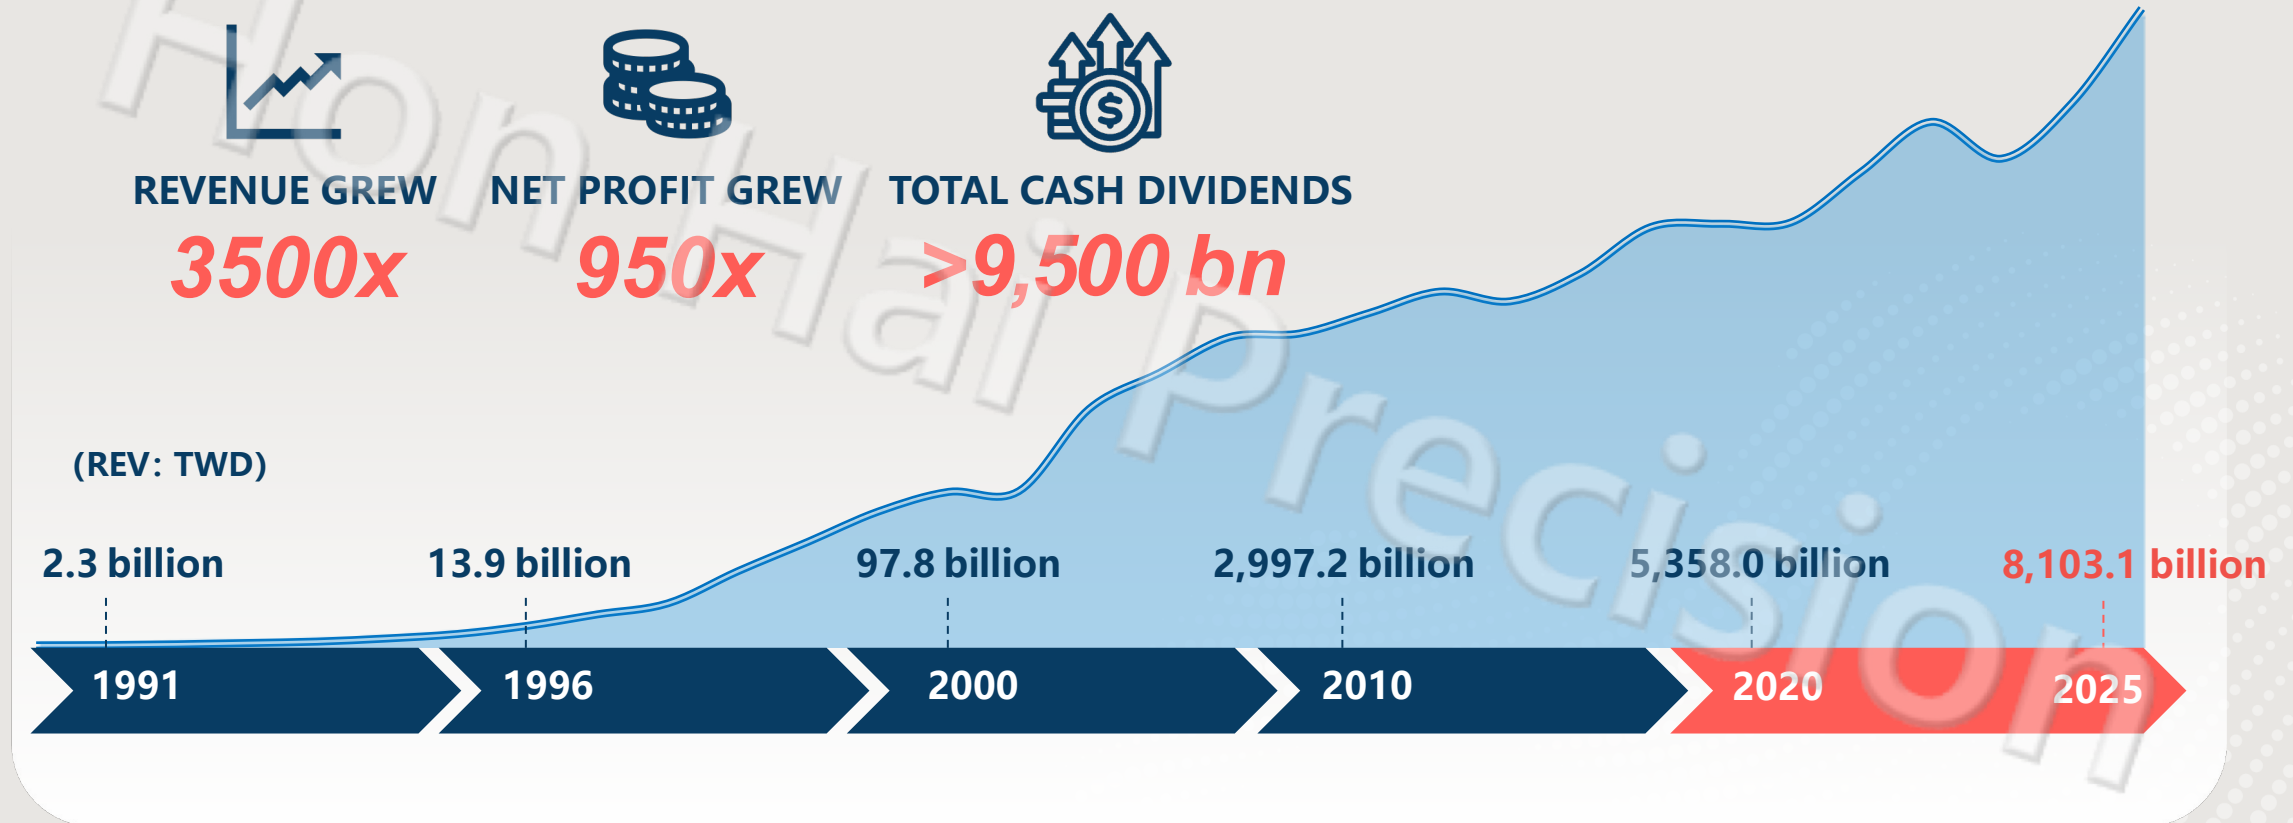 REVENUE GREW NET PROFIT GREW TOTAL CASH DIVIDENDS
3500x 950x >9,500 bn
(REV: TWD)
2.3 billion 13.9 billion 97.8 billion 2,997.2 billion 5,358.0 billion 8,103.1 billion
1991 1996 2000 2010 2020 2025
Hon Hai Precision